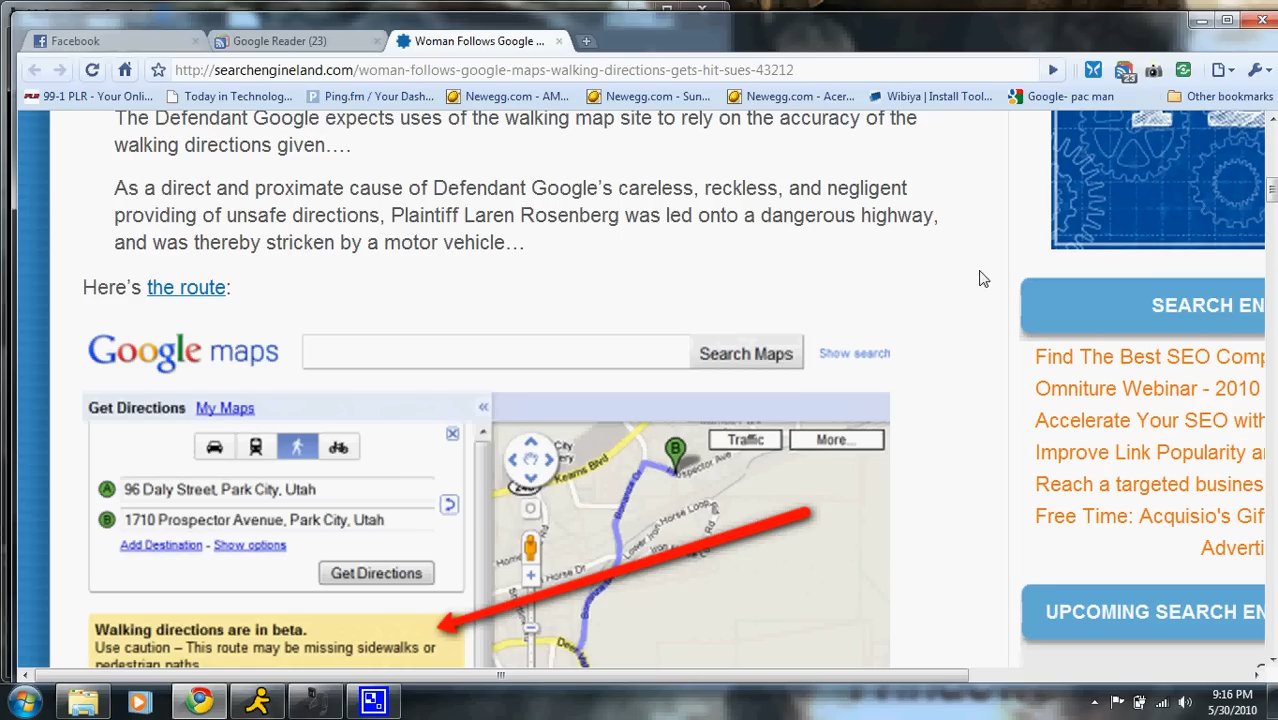 Facebook
Google Reader (23)
Woman Follows Google ...
http://searchengineland.com/woman-follows-google-maps-walking-directions-gets-hit-sues-43212
23
99-1 PLR - Your Onli...
Today in Technolog...
Ping.fm / Your Dash...
Newegg.com - AM...
Newegg.com - Sun...
Newegg.com - Acer...
Wibiya | Install Tool...
Google- pac man
Other bookmarks
The Defendant Google expects uses of the walking map site to rely on the accuracy of the
walking directions given….
As a direct and proximate cause of Defendant Google’s careless, reckless, and negligent
providing of unsafe directions, Plaintiff Laren Rosenberg was led onto a dangerous highway,
and was thereby stricken by a motor vehicle…
Here’s the route:
Google maps
Search Maps
Show search
Get Directions My Maps
A 96 Daly Street, Park City, Utah
B 1710 Prospector Avenue, Park City, Utah
Add Destination - Show options
Get Directions
Walking directions are in beta.
Use caution – This route may be missing sidewalks or
pedestrian paths.
Traffic
More...
City
Kearns Blvd
B
ospector Ave
Horse Loop
Lower Iron
SEARCH EN
Find The Best SEO Comp
Omniture Webinar - 2010
Accelerate Your SEO with
Improve Link Popularity a
Reach a targeted busines
Free Time: Acquisio's Gif
Adverti
UPCOMING SEARCH EN
9:16 PM
5/30/2010